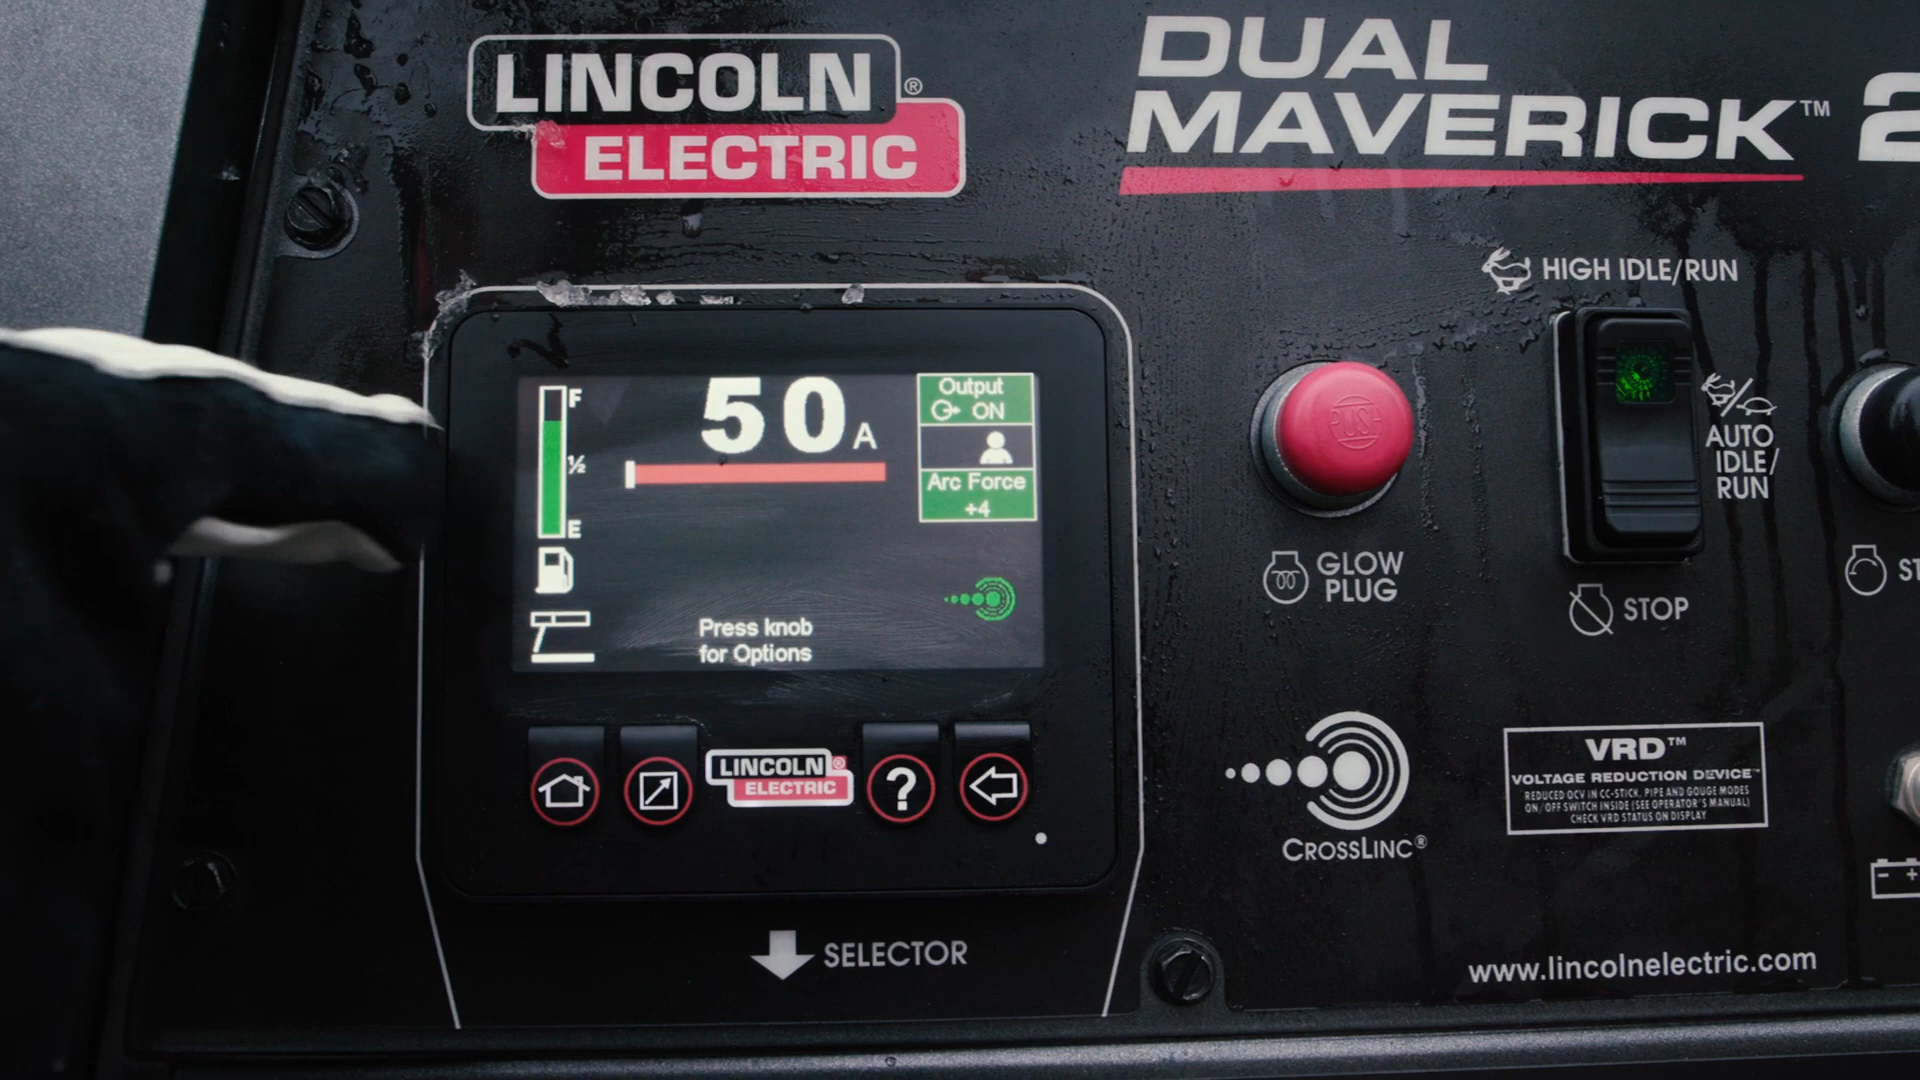 LINCOLN®
ELECTRIC
DUAL
MAVERICK™ 2
HIGH IDLE/RUN
AUTO
IDLE/
RUN
STOP
GLOW
PLUG
PUSH
ST
F
½
E
50A
Output
ON
Arc Force
+4
Press knob
for Options
LINCOLN®
ELECTRIC
?
SELECTOR
CROSSLINC®
VRD™
VOLTAGE REDUCTION DEVICE™
REDUCED OCV IN CC-STICK, PIPE AND GOUGE MODES
ON/OFF SWITCH INSIDE (SEE OPERATOR'S MANUAL)
CHECK VRD STATUS ON DISPLAY
- +
www.lincolnelectric.com